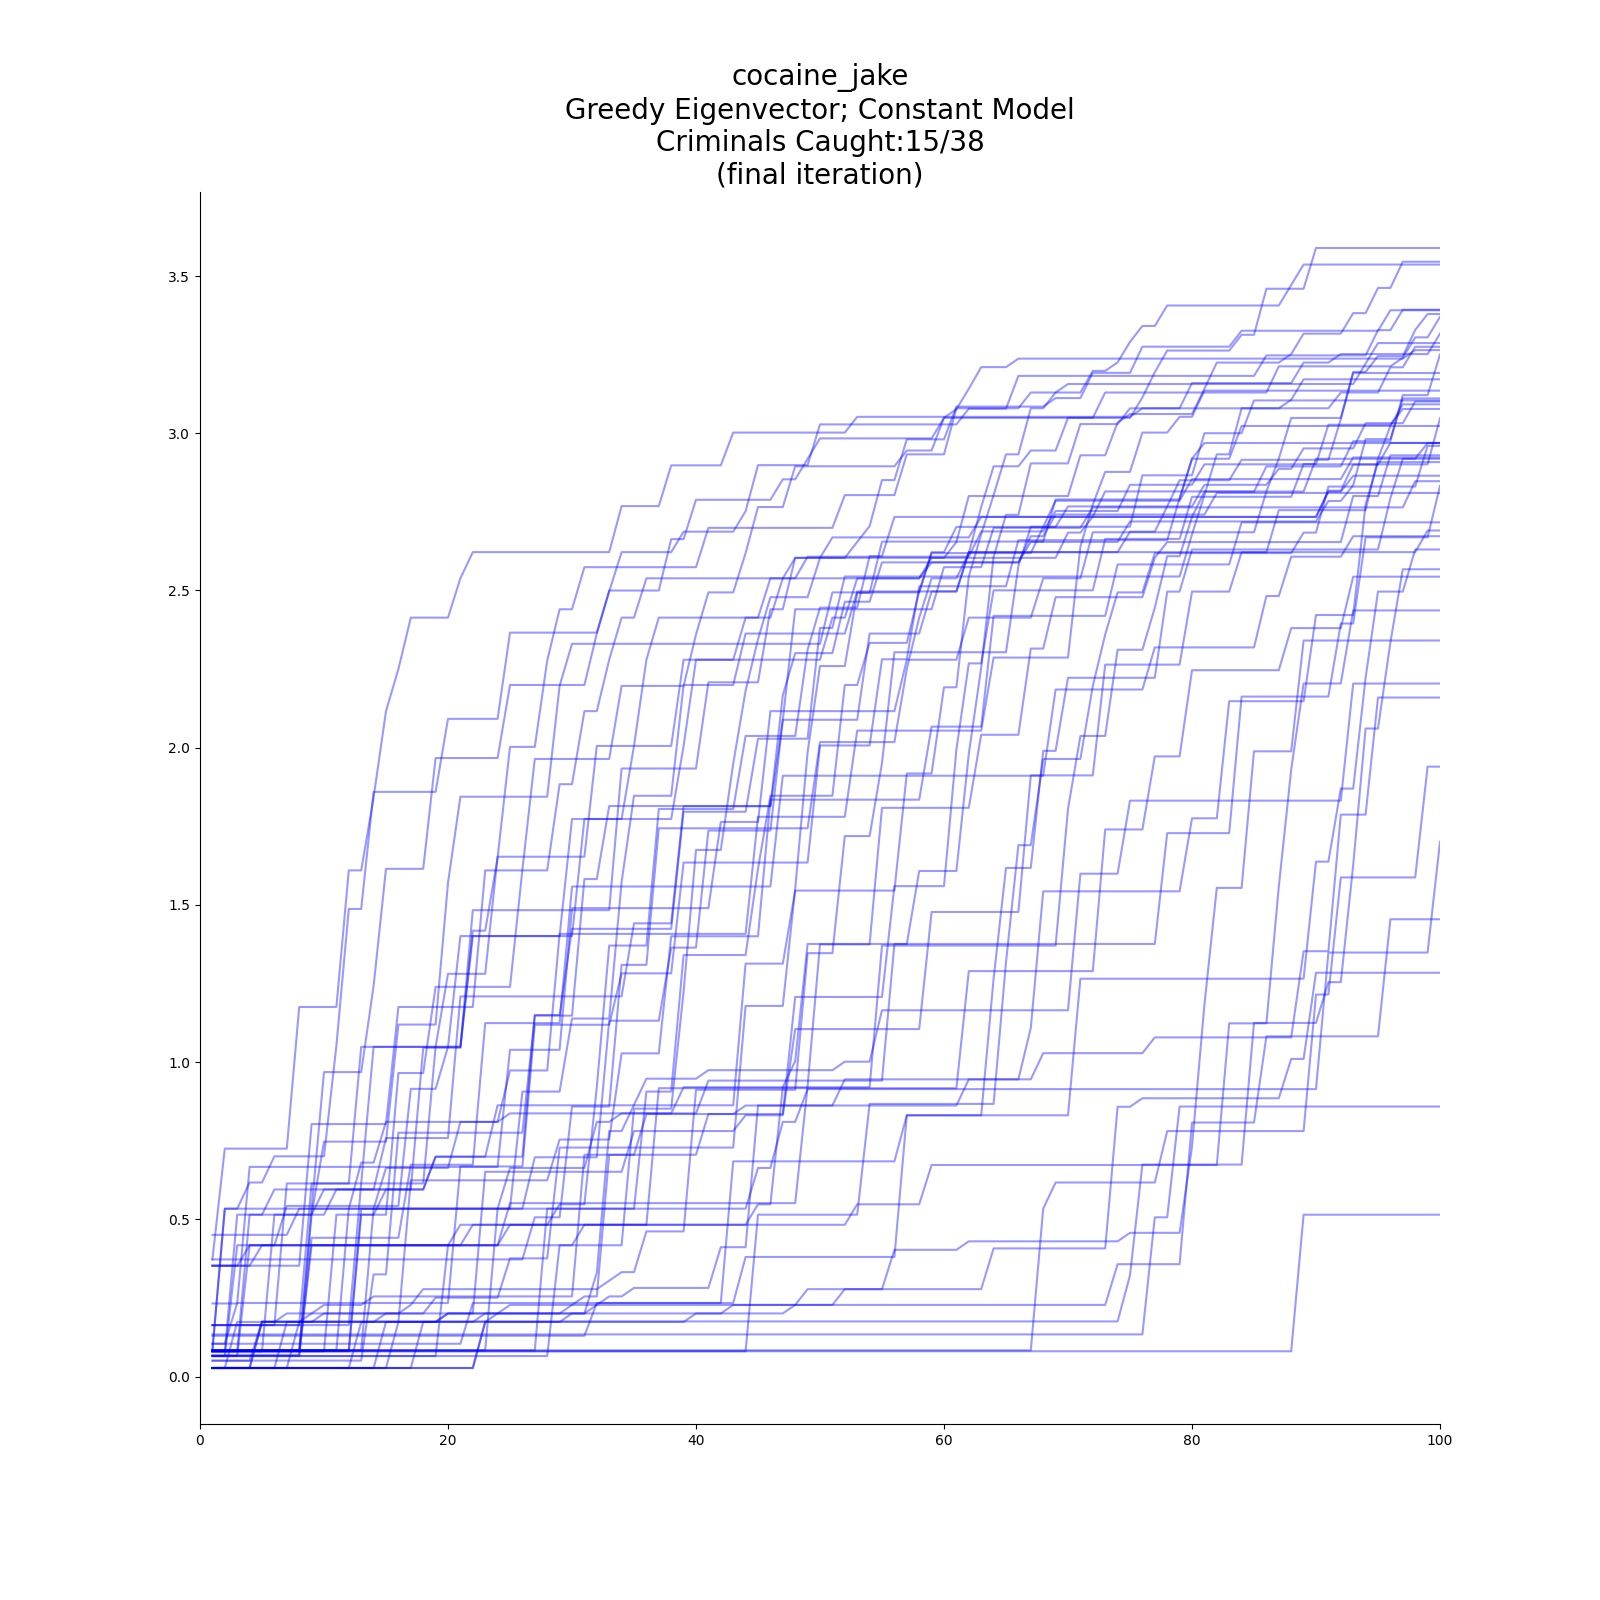 cocaine_jake
Greedy Eigenvector; Constant Model
Criminals Caught:15/38
(final iteration)
3.5
3.0
2.5
2.0
1.5
1.0
0.5
0.0
0 20 40 60 80 100